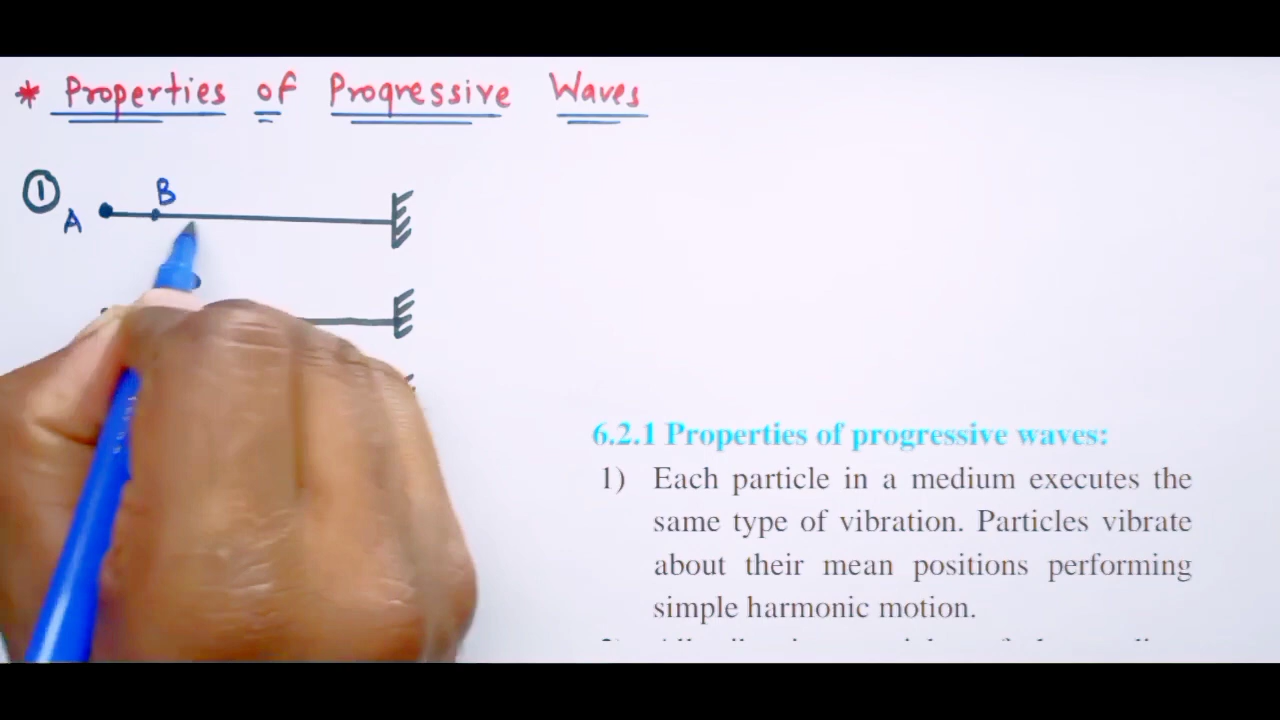 * Properties of Progressive Waves
①
B
A
6.2.1 Properties of progressive waves:
1) Each particle in a medium executes the
same type of vibration. Particles vibrate
about their mean positions performing
simple harmonic motion.